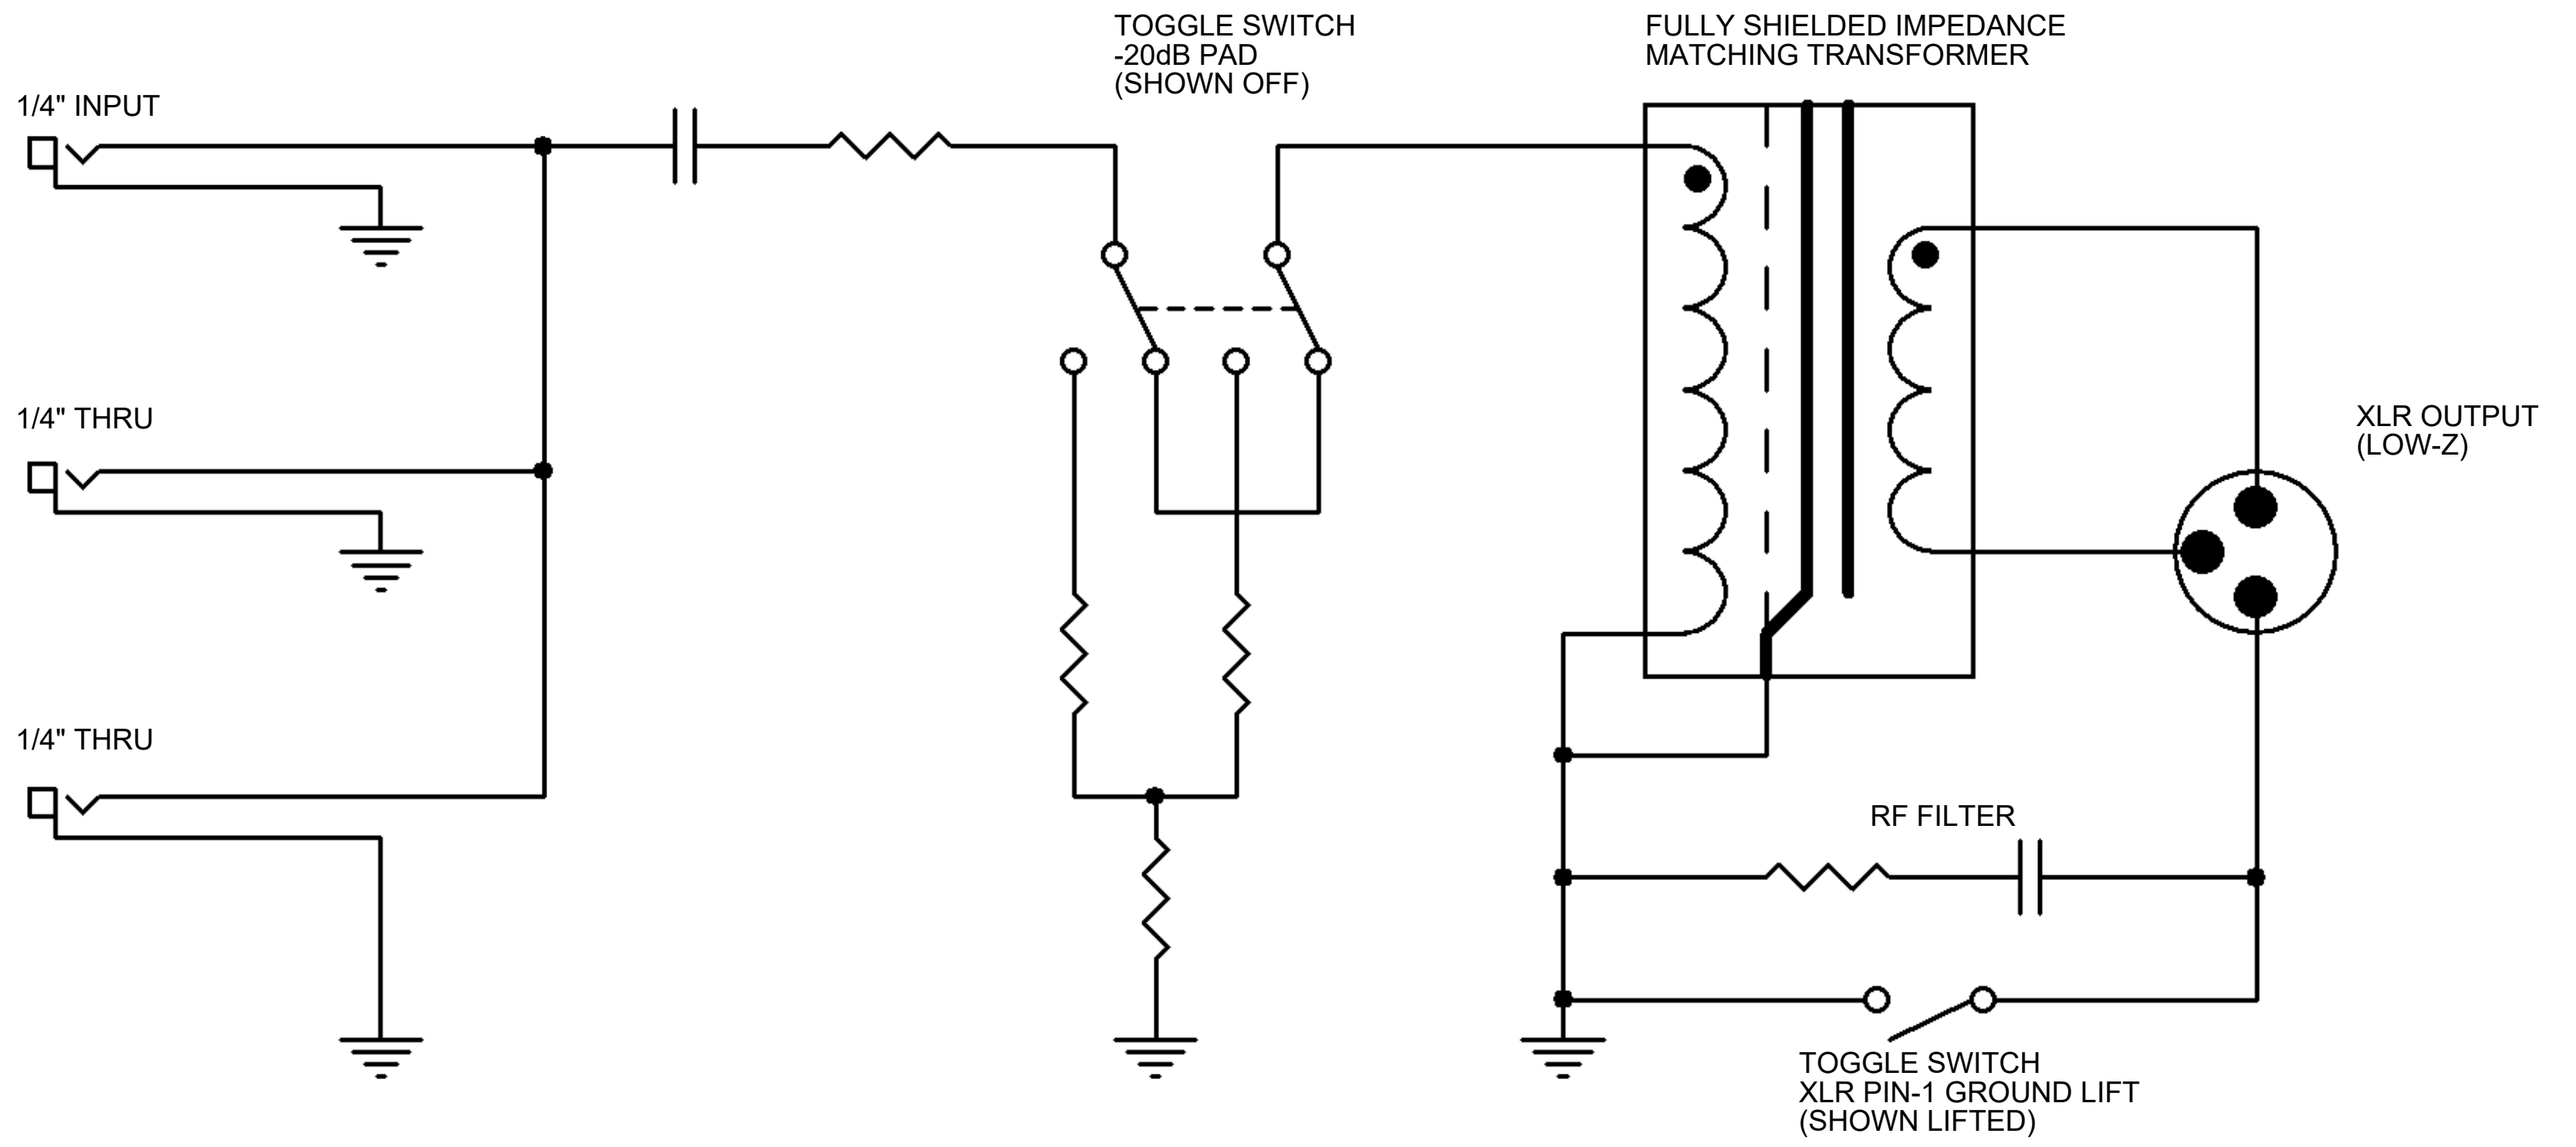 TOGGLE SWITCH
-20dB PAD
(SHOWN OFF)
FULLY SHIELDED IMPEDANCE
MATCHING TRANSFORMER
1/4" INPUT
1/4" THRU
XLR OUTPUT
(LOW-Z)
1/4" THRU
RF FILTER
TOGGLE SWITCH
XLR PIN-1 GROUND LIFT
(SHOWN LIFTED)